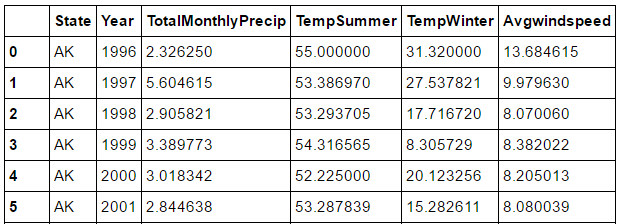 State Year TotalMonthlyPrecip TempSummer TempWinter Avgwindspeed
0 AK 1996 2.326250 55.000000 31.320000 13.684615
1 AK 1997 5.604615 53.386970 27.537821 9.979630
2 AK 1998 2.905821 53.293705 17.716720 8.070060
3 AK 1999 3.389773 54.316565 8.305729 8.382022
4 AK 2000 3.018342 52.225000 20.123256 8.205013
5 AK 2001 2.844638 53.287839 15.282611 8.080039